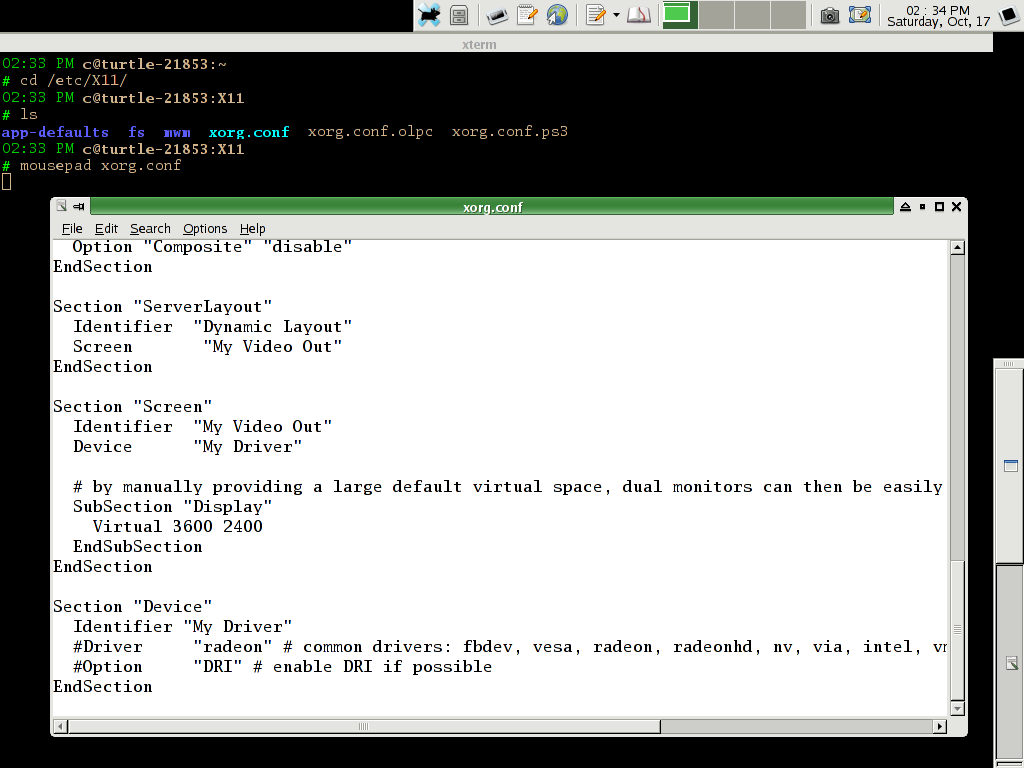 02 : 34 PM
Saturday, Oct, 17
xterm
02:33 PM c@turtle-21853:~
# cd /etc/X11/
02:33 PM c@turtle-21853:X11
# ls
app-defaults fs mwm xorg.conf xorg.conf.olpc xorg.conf.ps3
02:33 PM c@turtle-21853:X11
# mousepad xorg.conf
xorg.conf
File Edit Search Options Help
Option "Composite" "disable"
EndSection
Section "ServerLayout"
Identifier "Dynamic Layout"
Screen "My Video Out"
EndSection
Section "Screen"
Identifier "My Video Out"
Device "My Driver"
# by manually providing a large default virtual space, dual monitors can then be easily
SubSection "Display"
Virtual 3600 2400
EndSubSection
EndSection
Section "Device"
Identifier "My Driver"
#Driver "radeon" # common drivers: fbdev, vesa, radeon, radeonhd, nv, via, intel,
#Option "DRI" # enable DRI if possible
EndSection